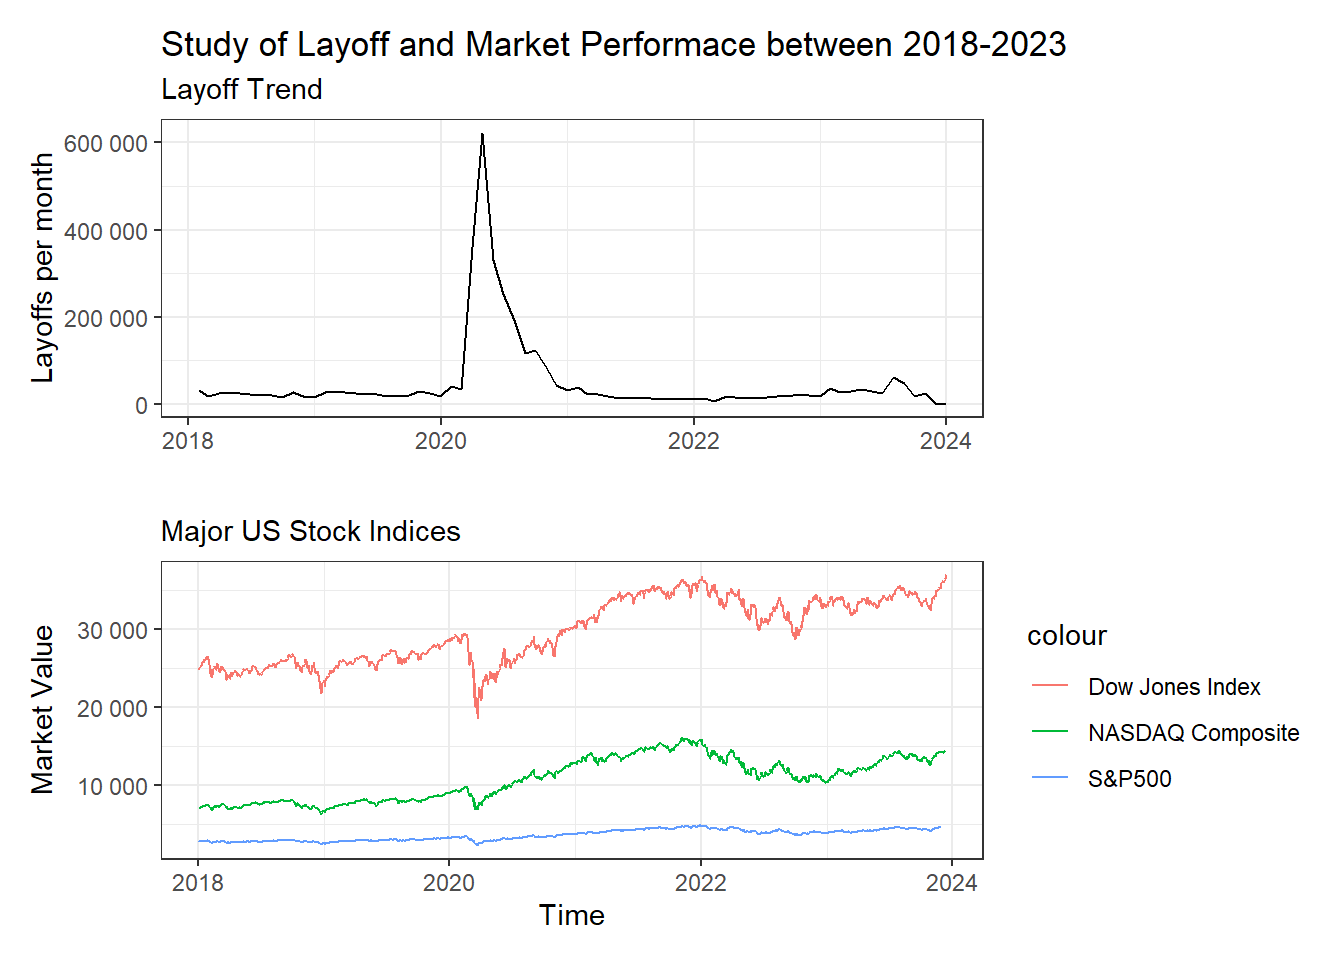 Study of Layoff and Market Performace between 2018-2023
Layoff Trend
Layoffs per month
600 000
400 000
200 000
0
2018 2020 2022 2024
Major US Stock Indices
Market Value
30 000
20 000
10 000
2018 2020 2022 2024
Time
colour
Dow Jones Index
NASDAQ Composite
S&P500